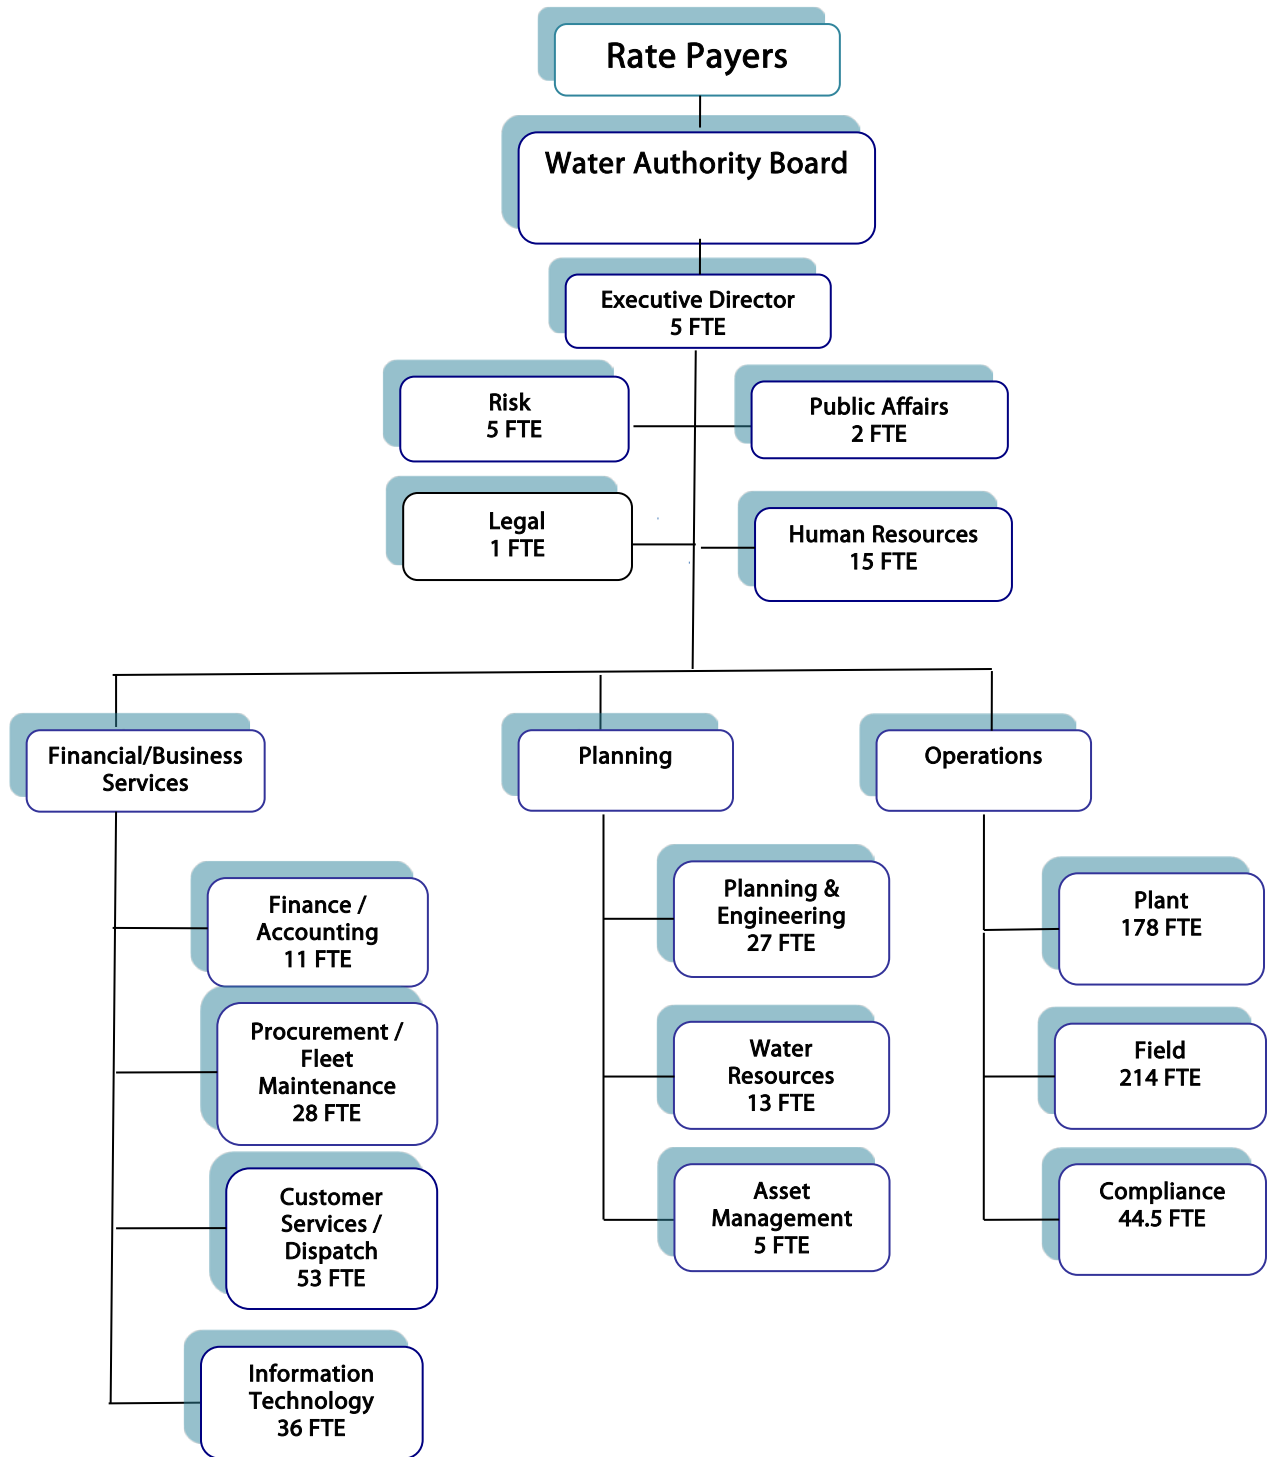 Rate Payers
Water Authority Board
Executive Director
5 FTE
Risk
5 FTE
Public Affairs
2 FTE
Legal
1 FTE
Human Resources
15 FTE
Financial/Business
Services
Planning
Operations
Finance /
Accounting
11 FTE
Procurement /
Fleet
Maintenance
28 FTE
Customer
Services /
Dispatch
53 FTE
Information
Technology
36 FTE
Planning &
Engineering
27 FTE
Water
Resources
13 FTE
Asset
Management
5 FTE
Plant
178 FTE
Field
214 FTE
Compliance
44.5 FTE